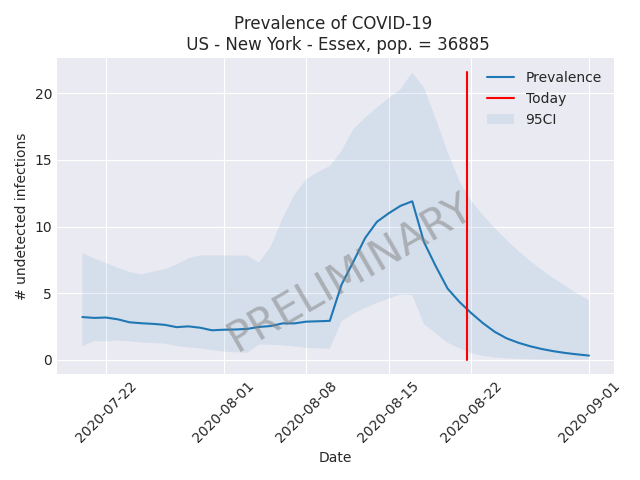 Prevalence of COVID-19
US - New York - Essex, pop. = 36885
Prevalence
Today
95CI
# undetected infections
20
15
10
5
0
PRELIMINARY
2020-07-22
2020-08-01
2020-08-08
2020-08-15
2020-08-22
2020-09-01
Date